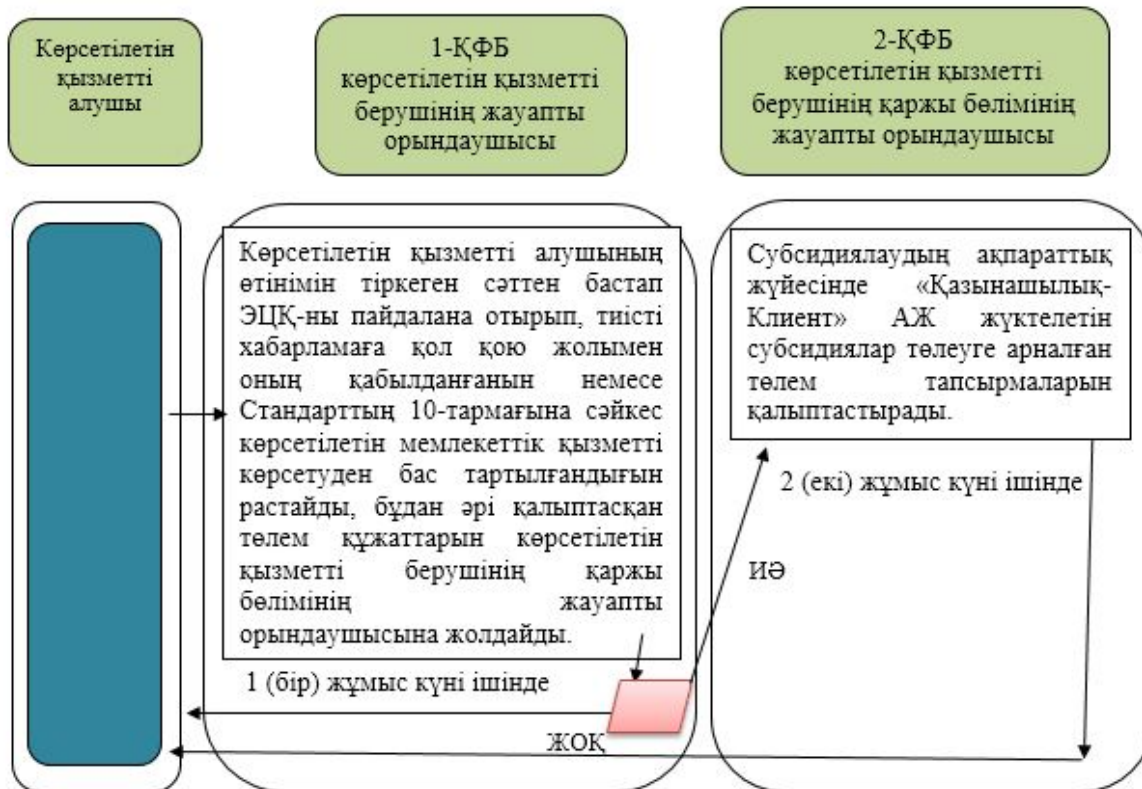 Көрсетілетін
қызметті
алушы
1-ҚФБ
көрсетілетін қызметті
берушінің жауапты
орындаушысы
2-ҚФБ
көрсетілетін қызметті
берушінің қаржы бөлімінің
жауапты орындаушысы
Көрсетілетін қызметті алушының
өтінімін тіркеген сәттен бастап
ЭЦҚ-ны пайдалана отырып, тиісті
хабарламаға қол қою жолымен
оның қабылданғанын немесе
Стандарттың 10-тармағына сәйкес
көрсетілетін мемлекеттік қызметті
көрсетуден бас тартылғандығын
растайды, бұдан әрі қалыптасқан
төлем құжаттарын көрсетілетін
қызметті берушінің қаржы
бөлімінің жауапты
орындаушысына жолдайды.
1 (бір) жұмыс күні ішінде
Субсидиялаудың ақпараттық
жүйесінде «Қазынашылық-
Клиент» АЖ жүктелетін
субсидиялар төлеуге арналған
төлем тапсырмаларын
қалыптастырады.
2 (екі) жұмыс күні ішінде
ИӘ
ЖОҚ